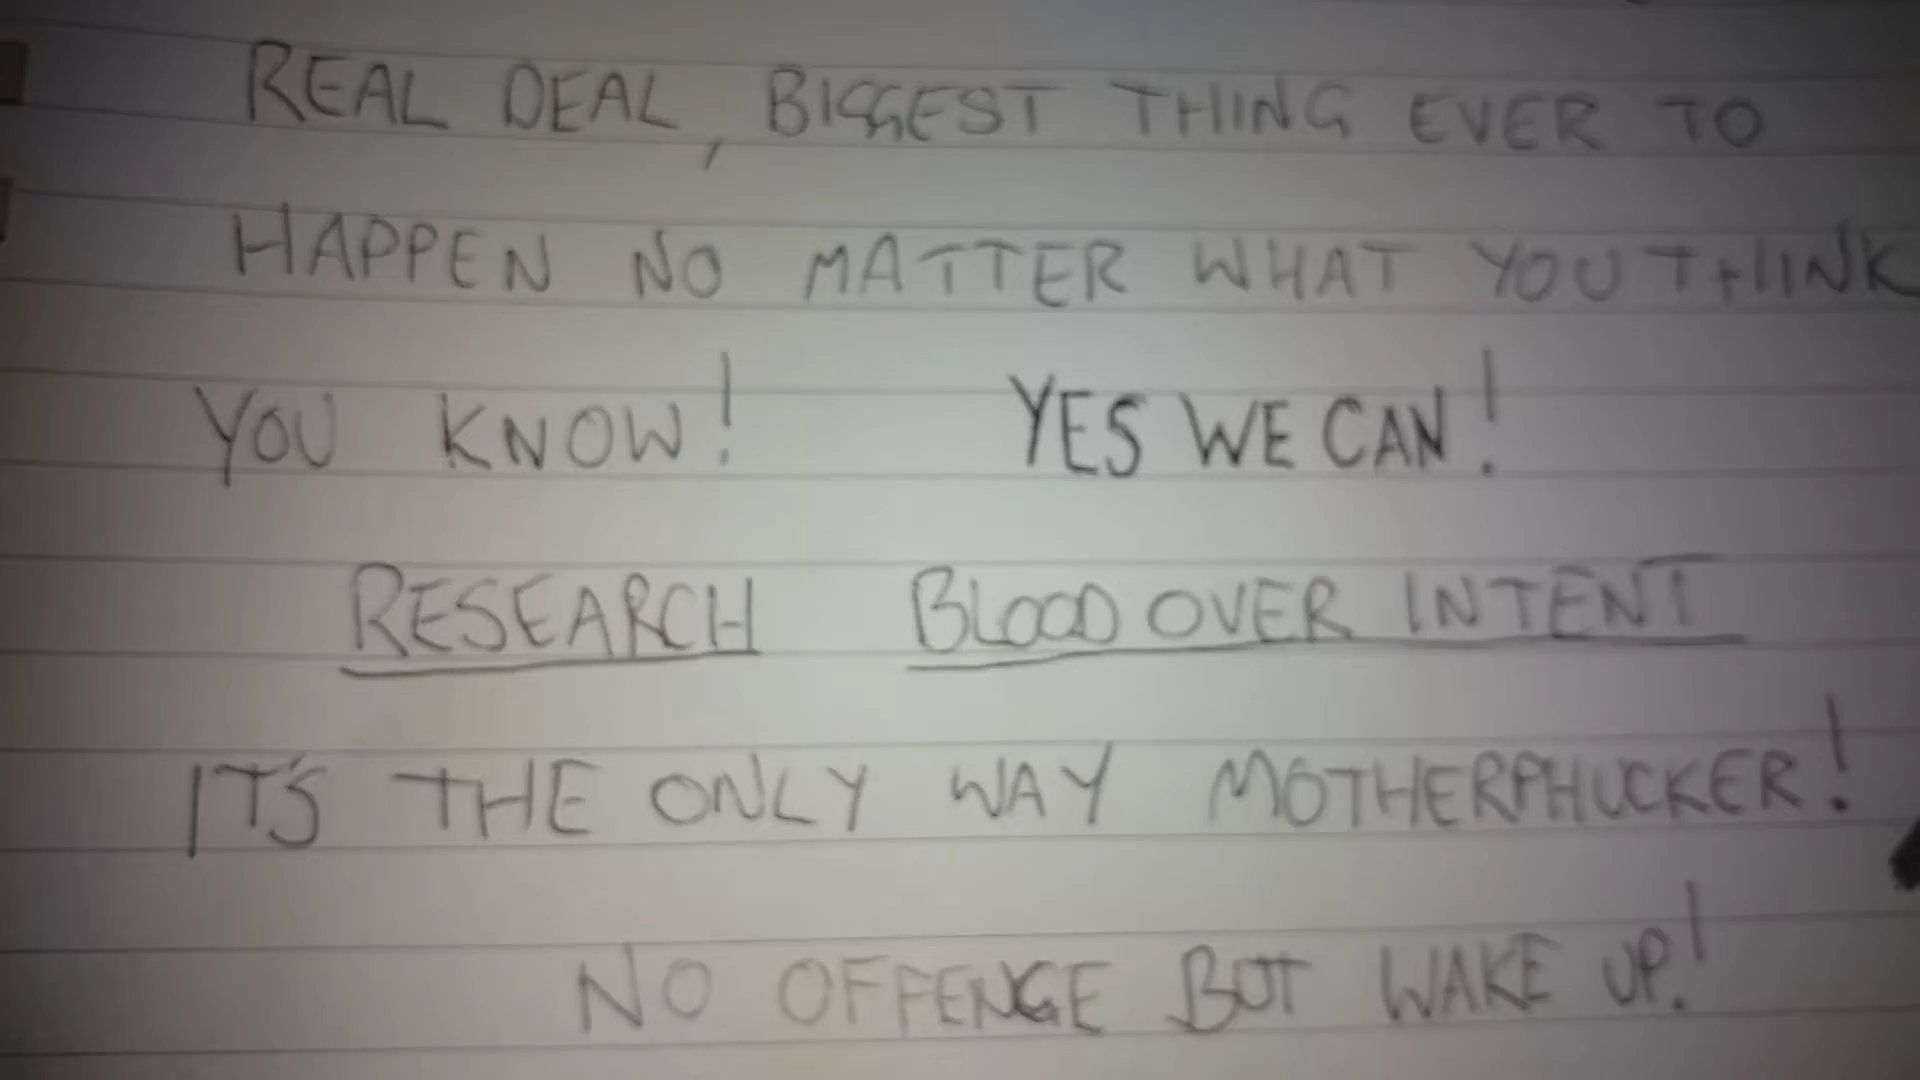 REAL DEAL, BIGGEST THING EVER TO
HAPPEN NO MATTER WHAT YOU THINK
YOU KNOW! YES WE CAN!
RESEARCH BLOOD OVER INTENT
IT'S THE ONLY WAY MOTHERPHUCKER!
NO OFFENCE BUT WAKE UP!